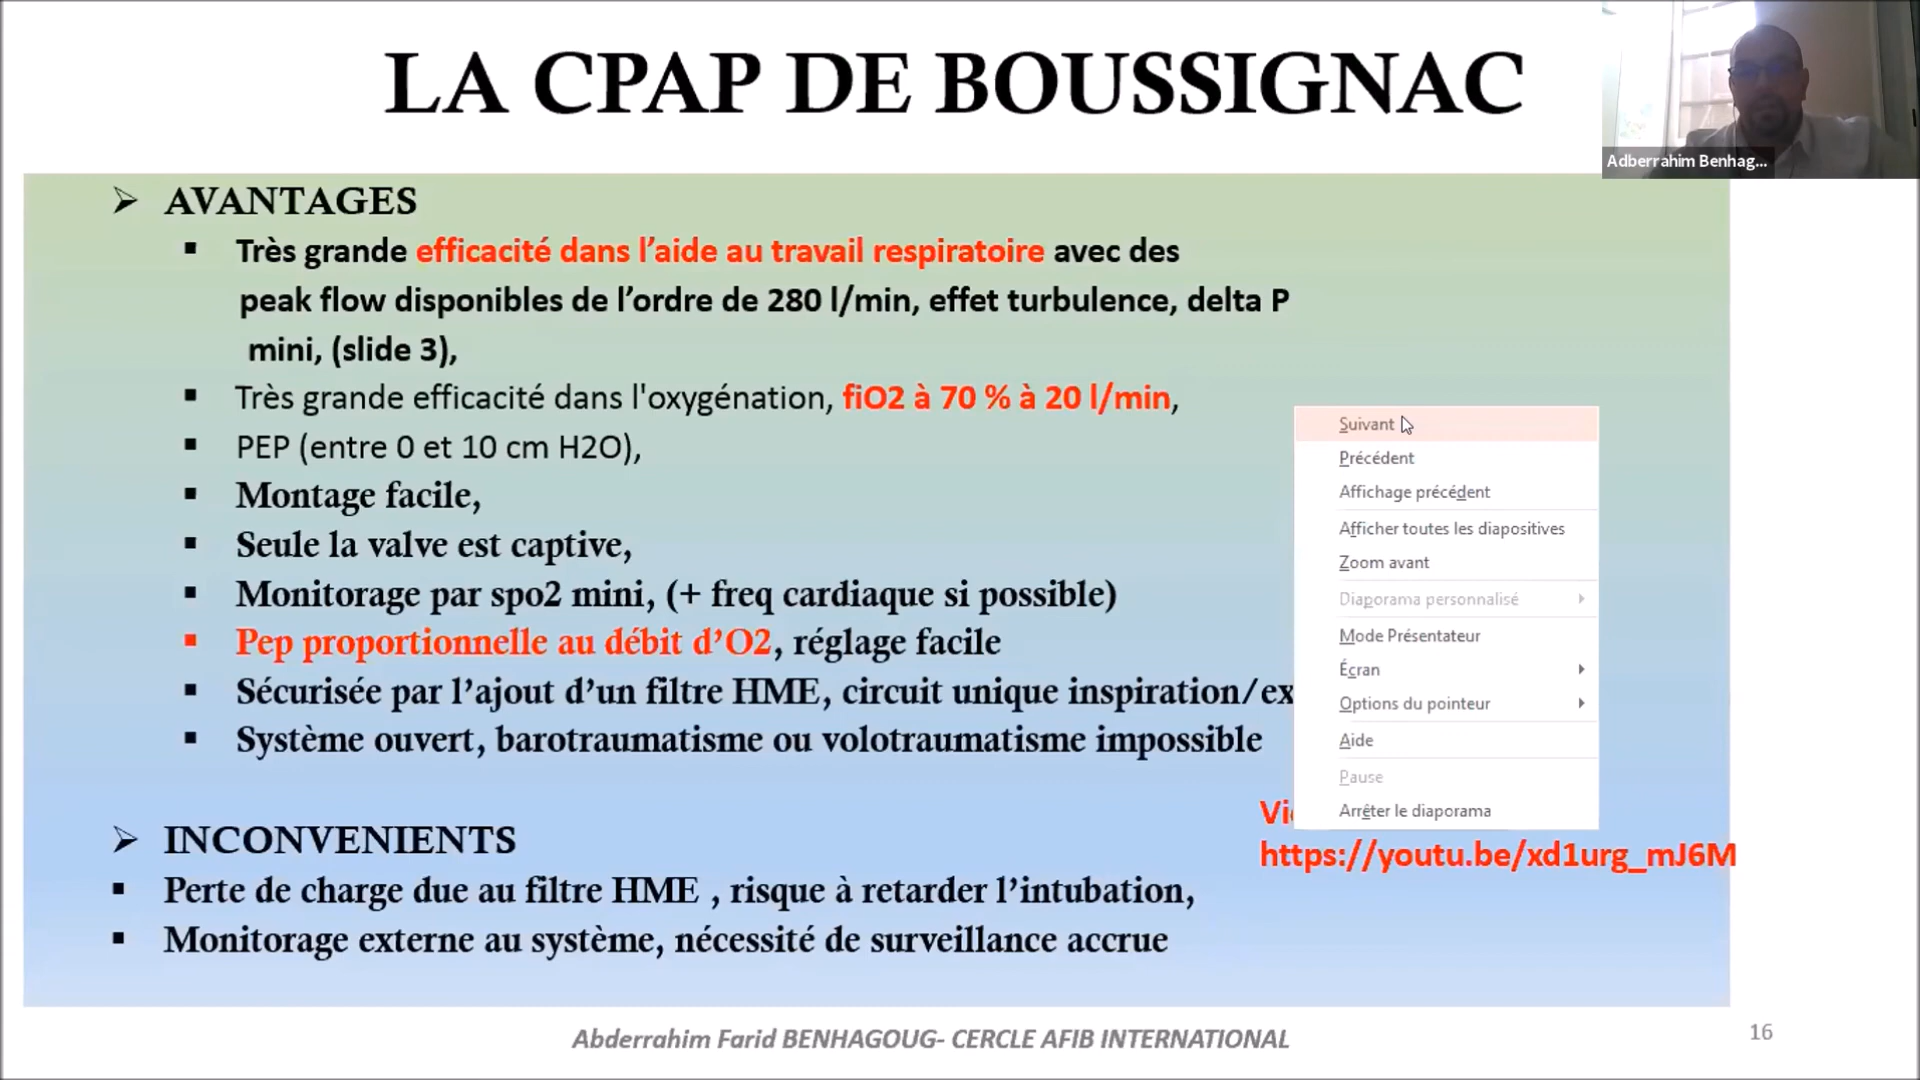 LA CPAP DE BOUSSIGNAC
Adberrahim Benhag...
AVANTAGES
Très grande efficacité dans l’aide au travail respiratoire avec des
peak flow disponibles de l’ordre de 280 l/min, effet turbulence, delta P
mini, (slide 3),
Très grande efficacité dans l'oxygénation, fiO2 à 70 % à 20 l/min,
PEP (entre 0 et 10 cm H2O),
Montage facile,
Seule la valve est captive,
Monitorage par spo2 mini, (+ freq cardiaque si possible)
Pep proportionnelle au débit d’O2, réglage facile
Sécurisée par l’ajout d’un filtre HME, circuit unique inspiration/ex
Système ouvert, barotraumatisme ou volotraumatisme impossible
Suivant
Précédent
Affichage précédent
Afficher toutes les diapositives
Zoom avant
Diaporama personnalisé
Mode Présentateur
Écran
Options du pointeur
Aide
Pause
Arrêter le diaporama
https://youtu.be/xd1urg_mJ6M
INCONVENIENTS
Perte de charge due au filtre HME , risque à retarder l’intubation,
Monitorage externe au système, nécessité de surveillance accrue
Abderrahim Farid BENHAGOUG- CERCLE AFIB INTERNATIONAL
16